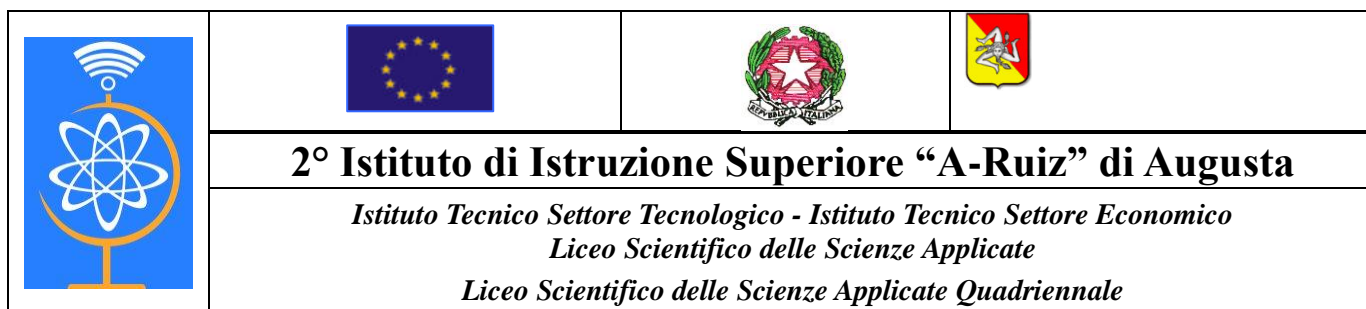 2° Istituto di Istruzione Superiore “A-Ruiz” di Augusta
Istituto Tecnico Settore Tecnologico - Istituto Tecnico Settore Economico
Liceo Scientifico delle Scienze Applicate
Liceo Scientifico delle Scienze Applicate Quadriennale